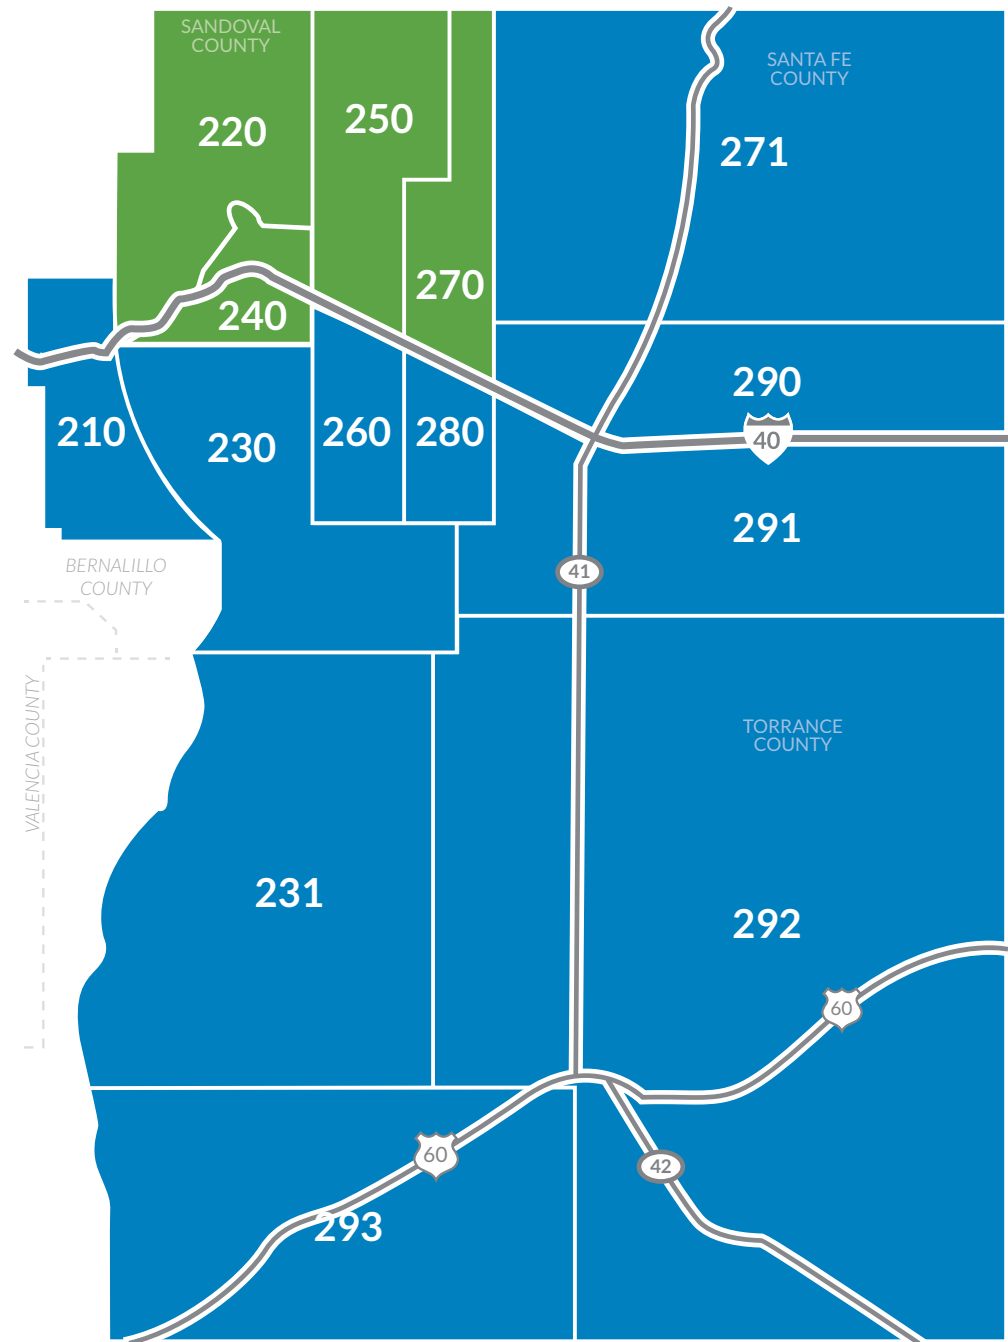 SANDOVAL
COUNTY
SANTA FE
COUNTY
220
250
271
270
240
290
210
230
260
280
40
291
BERNALILLO
COUNTY
41
VALENCIA COUNTY
TORRANCE
COUNTY
231
292
60
60
42
293